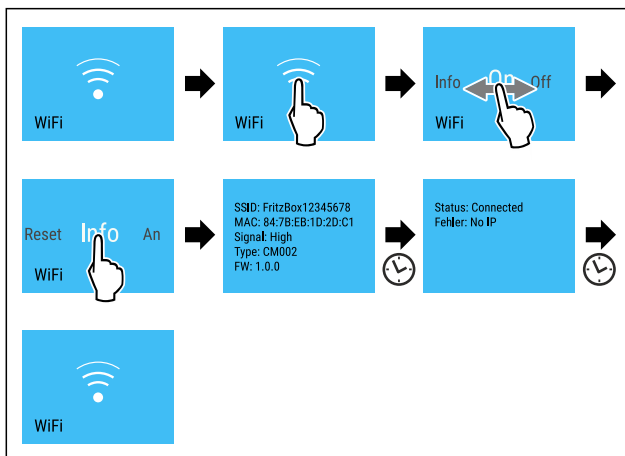 WiFi
WiFi
Info On Off
WiFi
Reset Info An
WiFi
SSID: FritzBox12345678
MAC: 84:7B:EB:1D:2D:C1
Signal: High
Type: CM002
FW: 1.0.0
Status: Connected
Fehler: No IP
WiFi